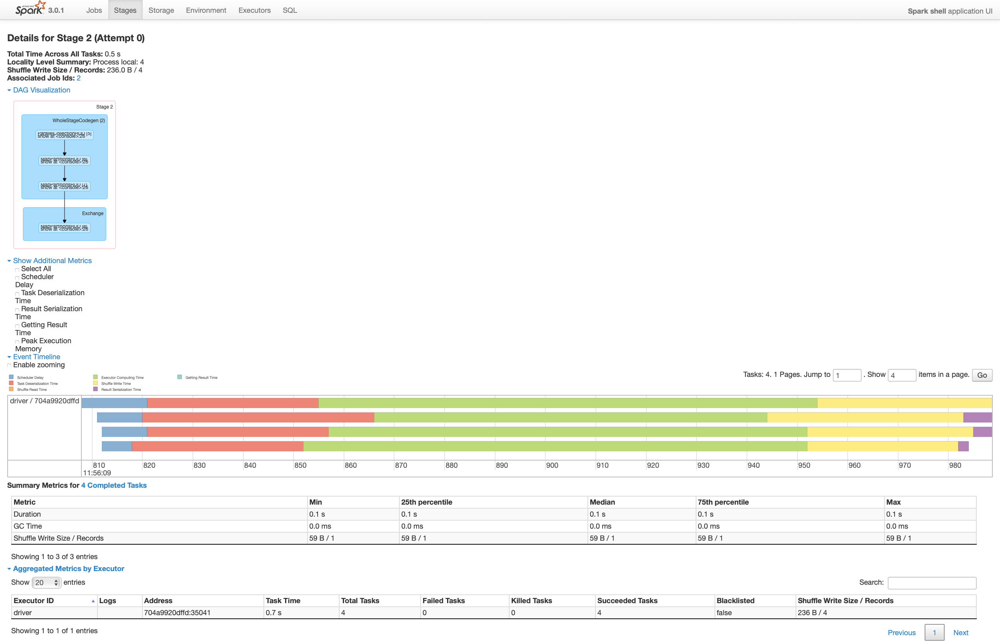 APACHE
Spark 3.0.1 Jobs Stages Storage Environment Executors SQL Spark shell application UI
Details for Stage 2 (Attempt 0)
Total Time Across All Tasks: 0.5 s
Locality Level Summary: Process local: 4
Shuffle Write Size / Records: 236.0 B / 4
Associated Job Ids: 2
DAG Visualization
Stage 2
WholeStageCodegen (2)
ParallelCollectionRDD [5]
show at <console>:26
MapPartitionsRDD [6]
show at <console>:26
MapPartitionsRDD [7]
show at <console>:26
Exchange
MapPartitionsRDD [8]
show at <console>:26
Show Additional Metrics
Select All
Scheduler
Delay
Task Deserialization
Time
Result Serialization
Time
Getting Result
Time
Peak Execution
Memory
Event Timeline
Enable zooming
Tasks: 4. 1 Pages. Jump to 1 . Show 4 items in a page. Go
Scheduler Delay Executor Computing Time Getting Result Time
Task Deserialization Time Shuffle Write Time
Shuffle Read Time Result Serialization Time
driver / 704a9920dffd
810 820 830 840 850 860 870 880 890 900 910 920 930 940 950 960 970 980
11:56:09
Summary Metrics for 4 Completed Tasks
Metric Min 25th percentile Median 75th percentile Max
Duration 0.1 s 0.1 s 0.1 s 0.1 s 0.1 s
GC Time 0.0 ms 0.0 ms 0.0 ms 0.0 ms 0.0 ms
Shuffle Write Size / Records 59 B / 1 59 B / 1 59 B / 1 59 B / 1 59 B / 1
Showing 1 to 3 of 3 entries
Aggregated Metrics by Executor
Show 20 entries Search:
Executor ID Logs Address Task Time Total Tasks Failed Tasks Killed Tasks Succeeded Tasks Blacklisted Shuffle Write Size / Records
driver 704a9920dffd:35041 0.7 s 4 0 0 4 false 236 B / 4
Showing 1 to 1 of 1 entries
Previous 1 Next